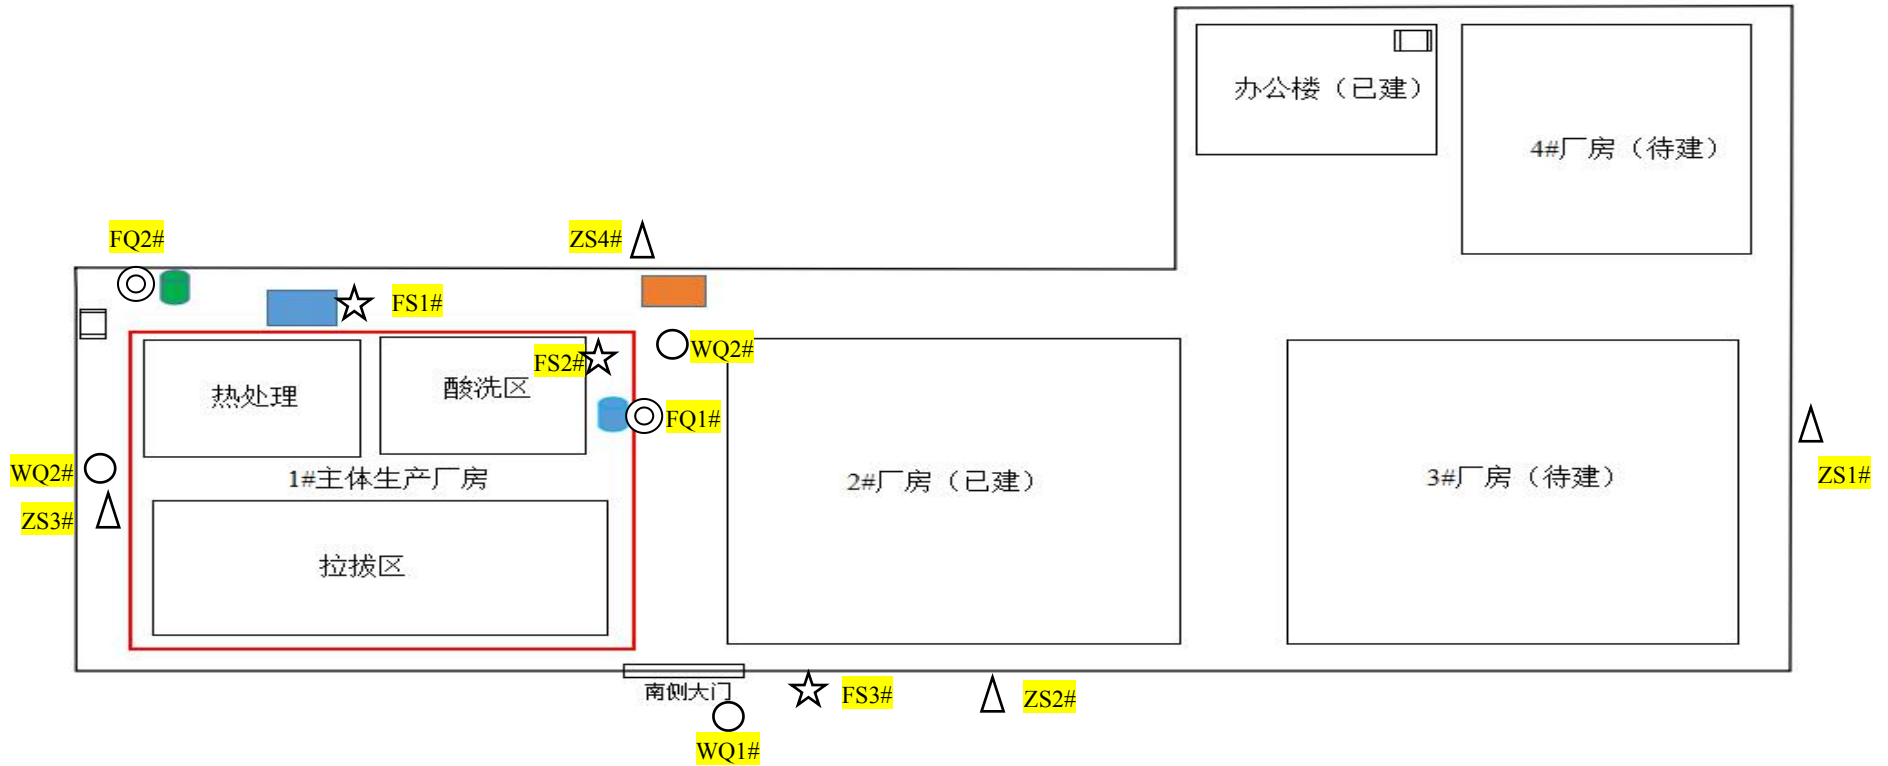 办公楼（已建）
4#厂房（待建）
FQ2#
ZS4#
FS1#
WQ2#
FS2#
热处理
酸洗区
FQ1#
WQ2#
1#主体生产厂房
2#厂房（已建）
3#厂房（待建）
ZS1#
ZS3#
拉拔区
南侧大门
FS3#
ZS2#
WQ1#